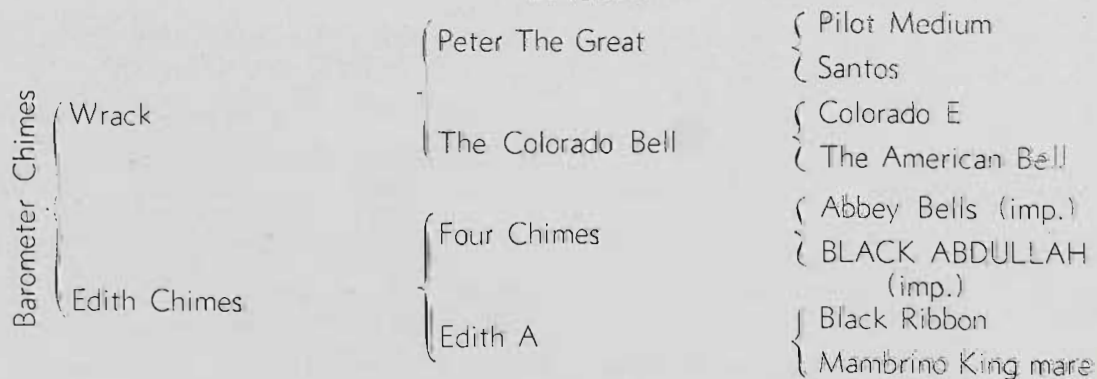 Barometer Chimes
Wrack
Edith Chimes
Peter The Great
The Colorado Bell
Four Chimes
Edith A
Pilot Medium
Santos
Colorado E
The American Bell
Abbey Bells (imp.)
BLACK ABDULLAH
(imp.)
Black Ribbon
Mambrino King mare